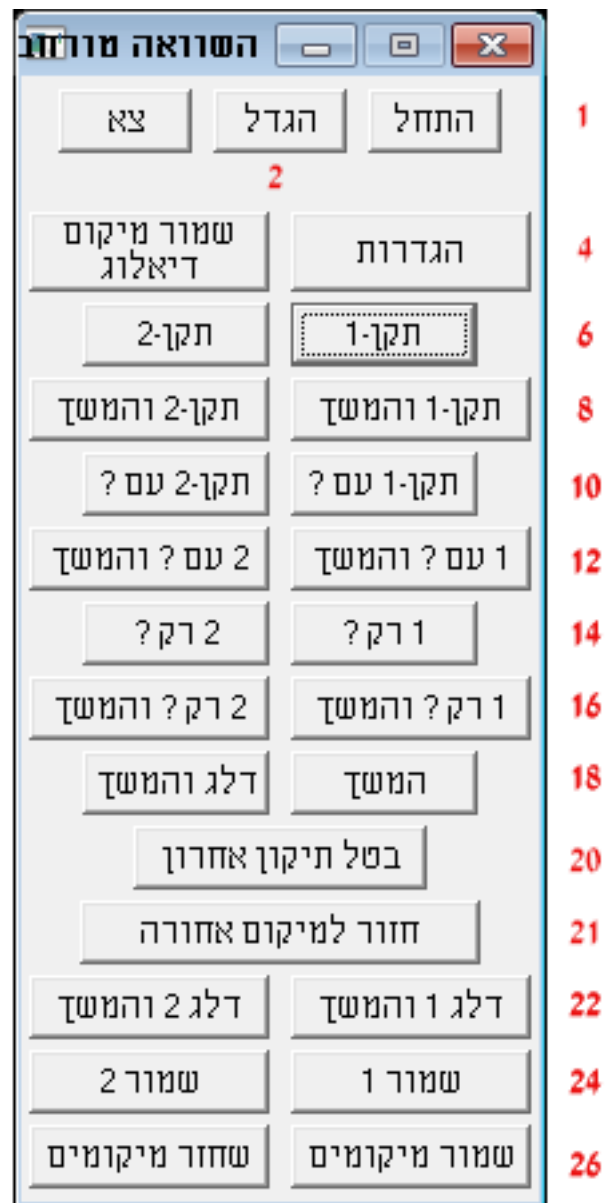 השוואה מורחב
התחל הגדל צא 1
2
הגדרות שמור מיקום דיאלוג 4
תקן-1 תקן-2 6
תקן-1 והמשך תקן-2 והמשך 8
תקן-1 עם ? תקן-2 עם ? 10
1 עם ? והמשך 2 עם ? והמשך 12
1 רק ? 2 רק ? 14
1 רק ? והמשך 2 רק ? והמשך 16
המשך דלג והמשך 18
בטל תיקון אחרון 20
חזור למיקום אחורה 21
דלג 1 והמשך דלג 2 והמשך 22
שמור 1 שמור 2 24
שמור מיקומים שחזר מיקומים 26